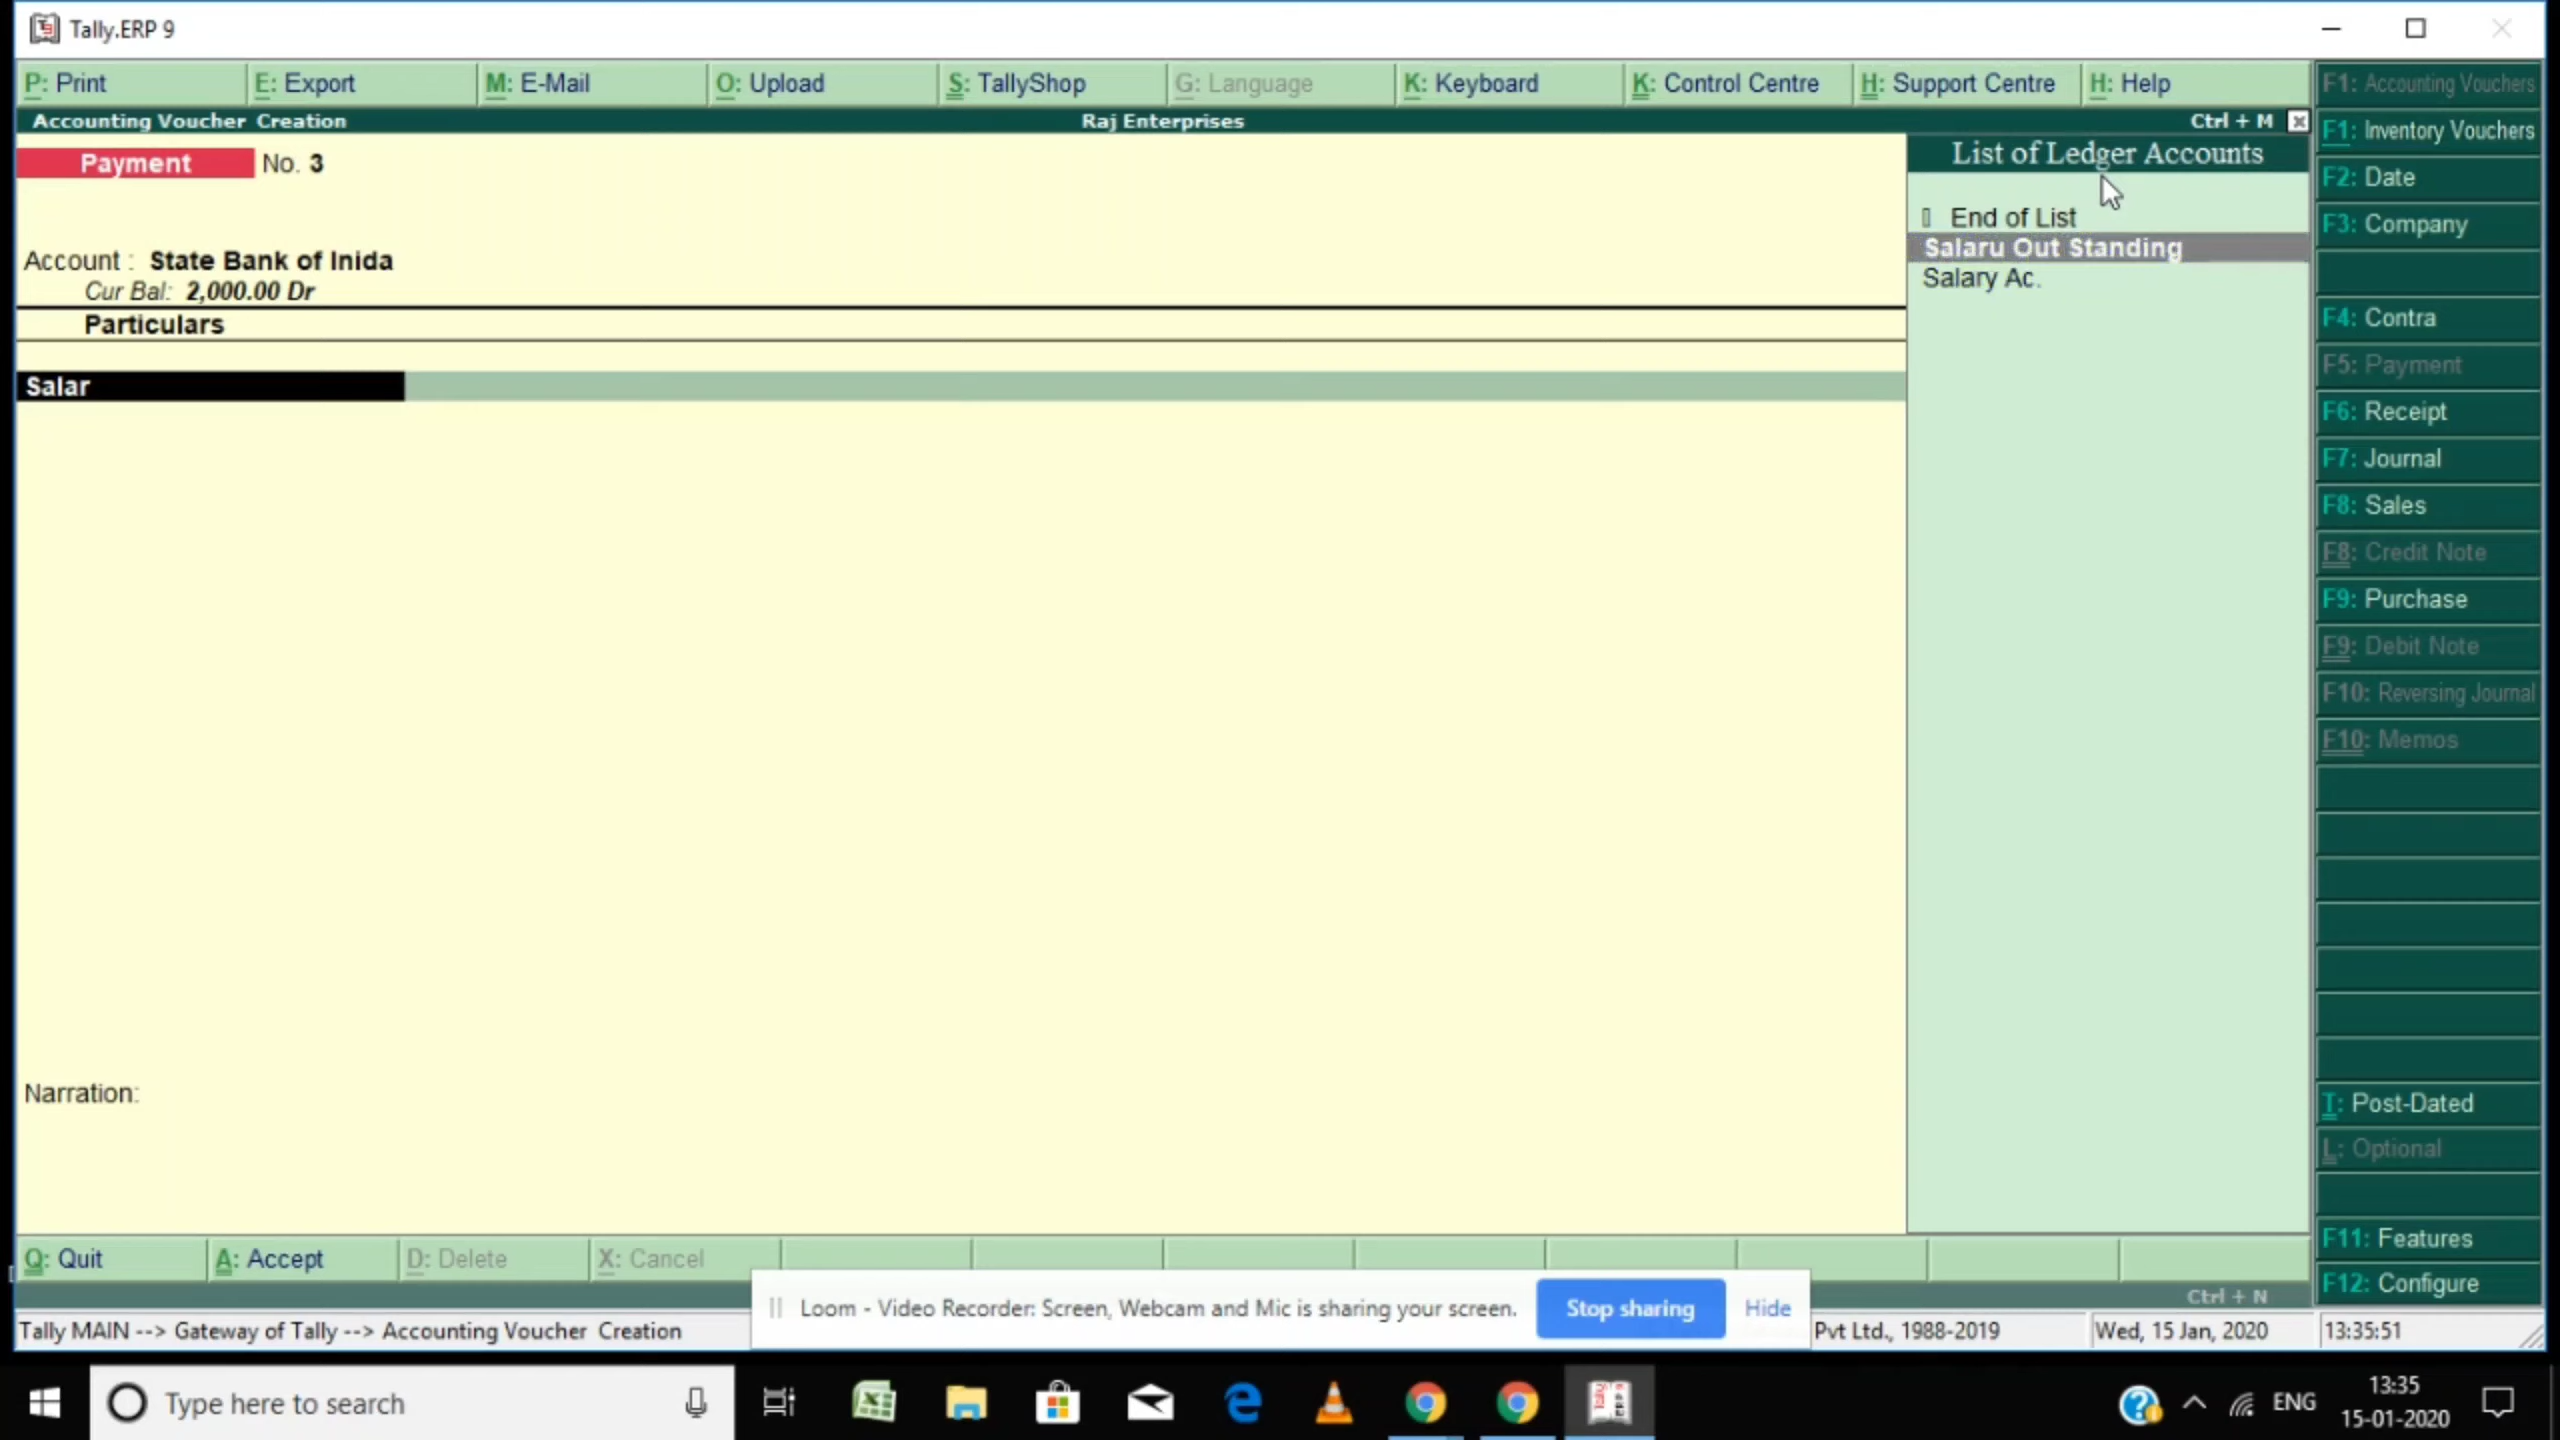 Tally.ERP 9
P: Print E: Export M: E-Mail O: Upload S: TallyShop G: Language K: Keyboard K: Control Centre H: Support Centre H: Help
Accounting Voucher Creation Raj Enterprises Ctrl + M
Payment No. 3
Account : State Bank of Inida
Cur Bal: 2,000.00 Dr
Particulars
Salar
Narration:
List of Ledger Accounts
End of List
Salaru Out Standing
Salary Ac.
F1: Accounting Vouchers
F1: Inventory Vouchers
F2: Date
F3: Company
F4: Contra
F5: Payment
F6: Receipt
F7: Journal
F8: Sales
F8: Credit Note
F9: Purchase
F9: Debit Note
F10: Reversing Journal
F10: Memos
T: Post-Dated
L: Optional
F11: Features
F12: Configure
Q: Quit A: Accept D: Delete X: Cancel
Ctrl + N
Loom - Video Recorder: Screen, Webcam and Mic is sharing your screen. Stop sharing Hide
Tally MAIN --> Gateway of Tally --> Accounting Voucher Creation Pvt Ltd., 1988-2019 Wed, 15 Jan, 2020 13:35:51
Type here to search ENG 13:35
15-01-2020